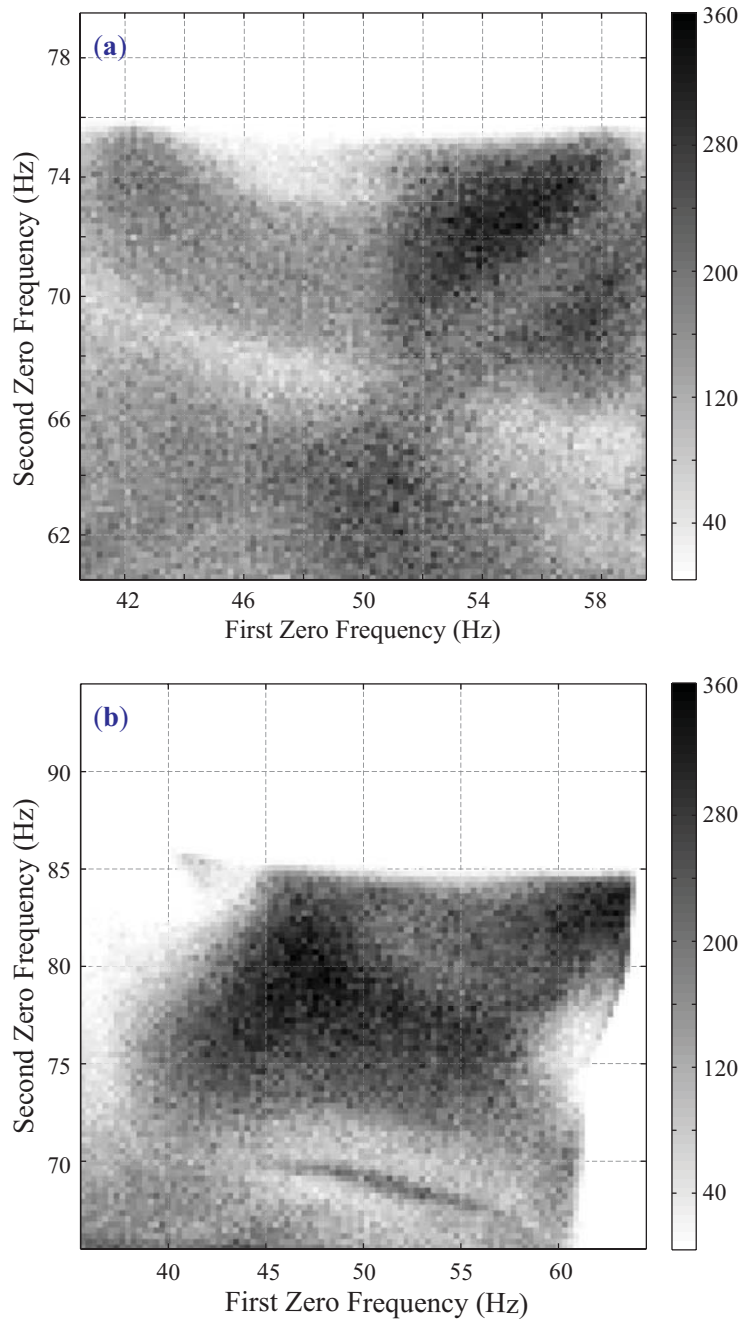 (a)
78
74
70
66
62
Second Zero Frequency (Hz)
42 46 50 54 58
First Zero Frequency (Hz)
360
280
200
120
40
(b)
90
85
80
75
70
Second Zero Frequency (Hz)
40 45 50 55 60
First Zero Frequency (Hz)
360
280
200
120
40